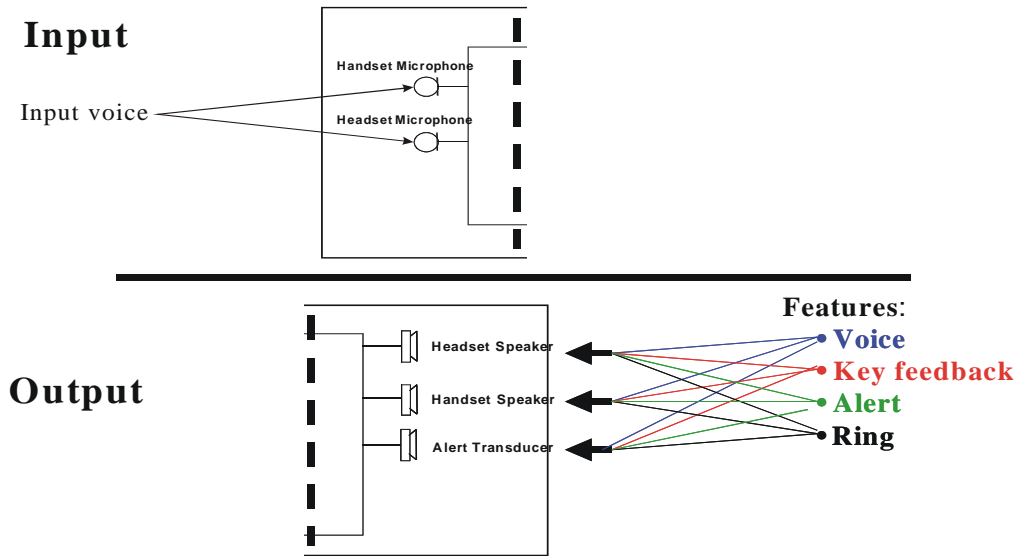 Input
Handset Microphone
Input voice
Headset Microphone
Features:
Voice
Headset Speaker
Key feedback
Output
Handset Speaker
Alert
Ring
Alert Transducer